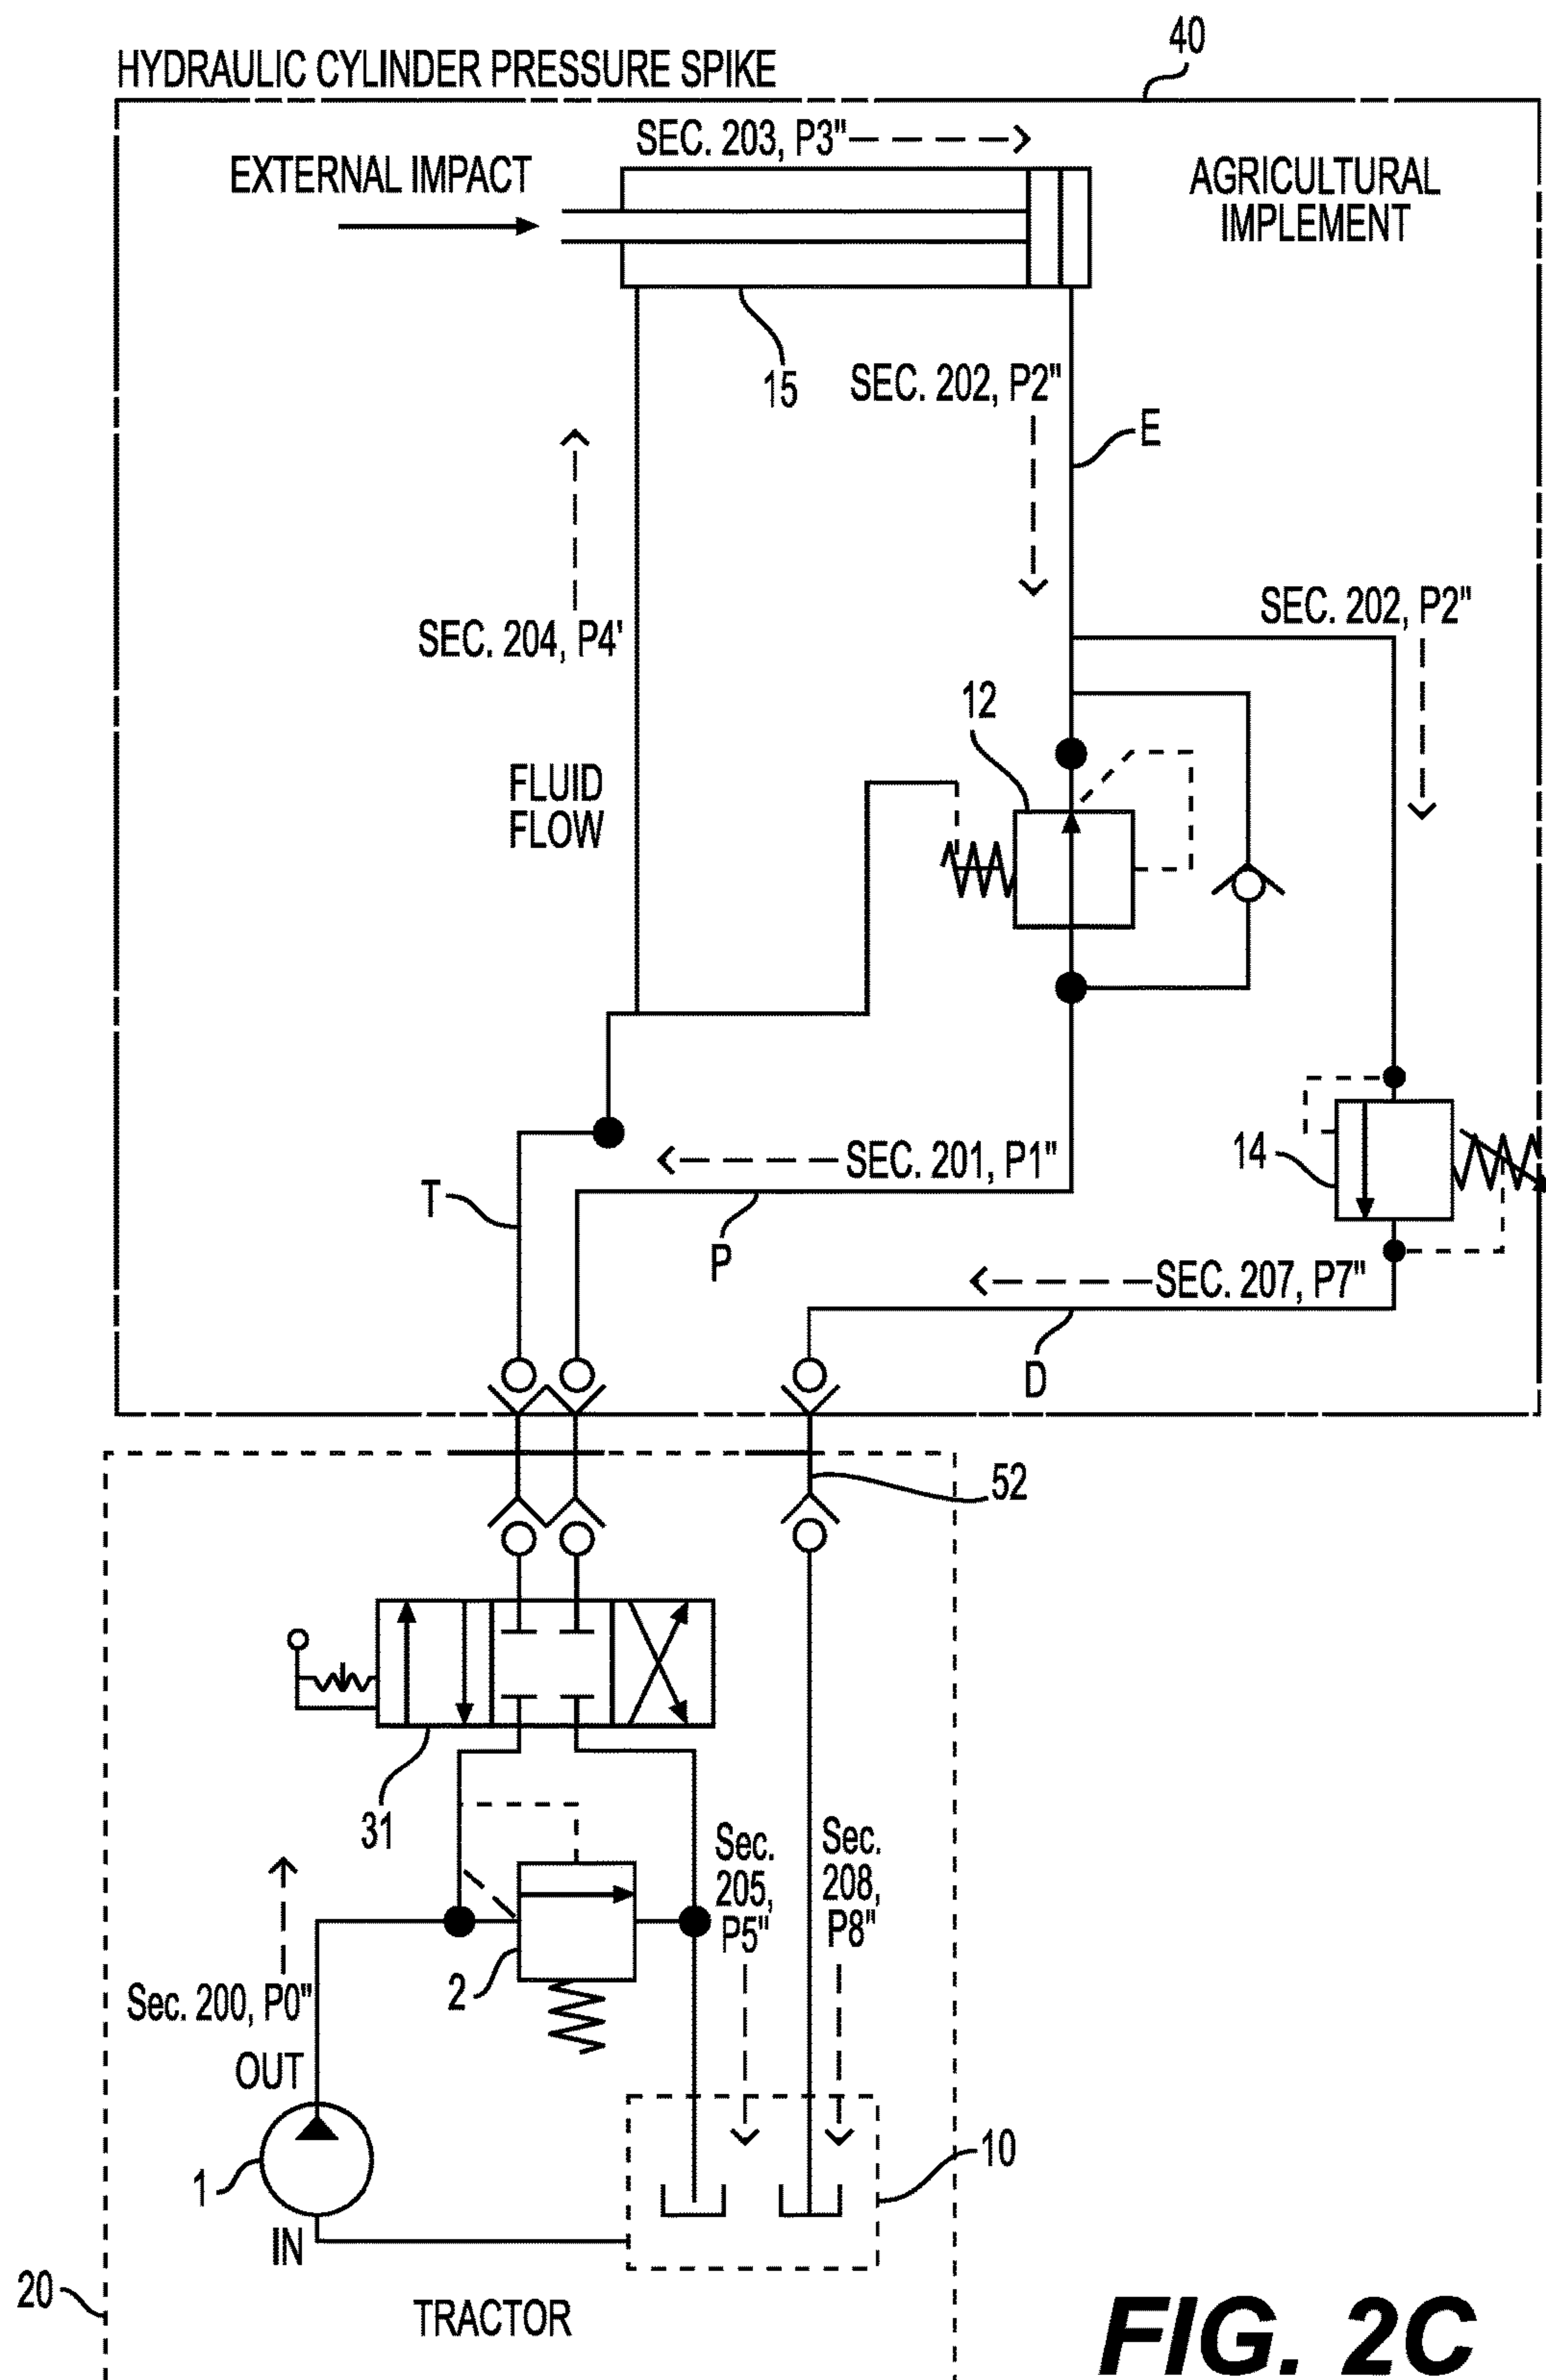 40
HYDRAULIC CYLINDER PRESSURE SPIKE
SEC. 203, P3"
EXTERNAL IMPACT
AGRICULTURAL
IMPLEMENT
15
SEC. 202, P2"
E
SEC. 202, P2"
SEC. 204, P4'
12
FLUID
FLOW
14
SEC. 201, P1"
T
P
SEC. 207, P7"
D
52
31
Sec.
205,
P5"
Sec.
208,
P8"
2
Sec. 200, P0"
OUT
1
10
IN
20
TRACTOR
FIG. 2C